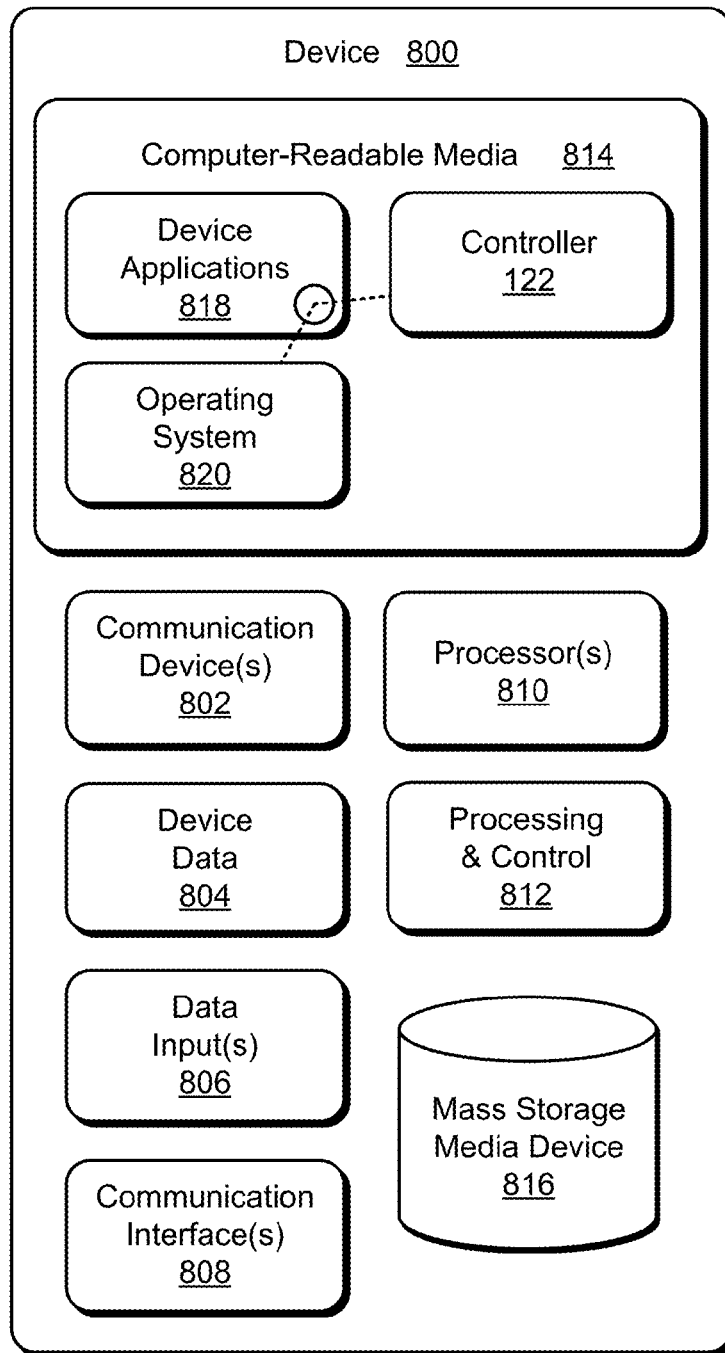 Device 800
Computer-Readable Media 814
Device
Applications
818
Controller
122
Operating
System
820
Communication
Device(s)
802
Processor(s)
810
Device
Data
804
Processing
& Control
812
Data
Input(s)
806
Mass Storage
Media Device
816
Communication
Interface(s)
808